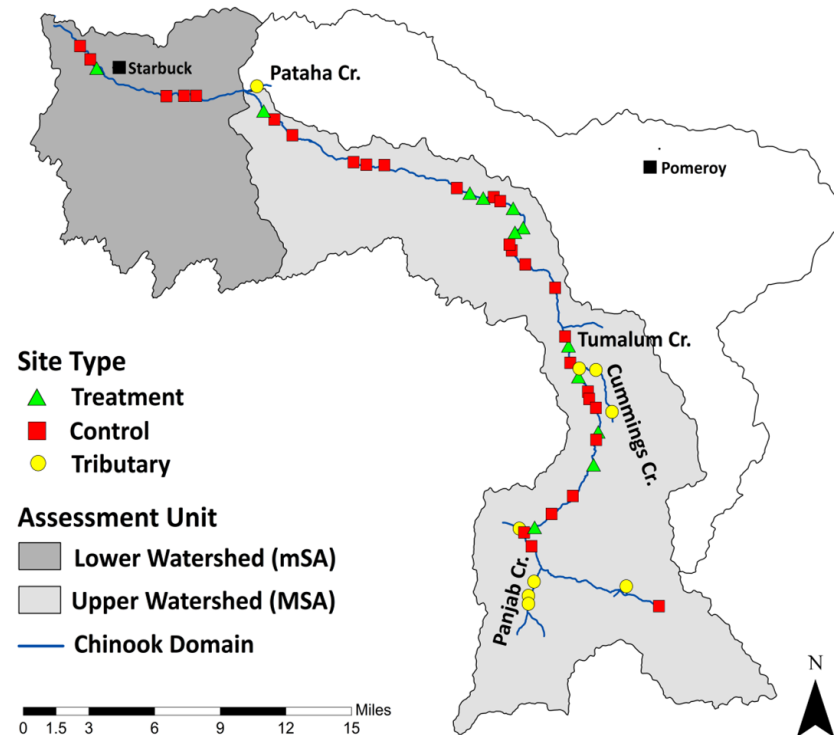 Starbuck
Pataha Cr.
Pomeroy
Tumalum Cr.
Cummings Cr.
Panjab Cr.
Site Type
Treatment
Control
Tributary
Assessment Unit
Lower Watershed (mSA)
Upper Watershed (MSA)
Chinook Domain
Miles
0 1.5 3 6 9 12 15
N